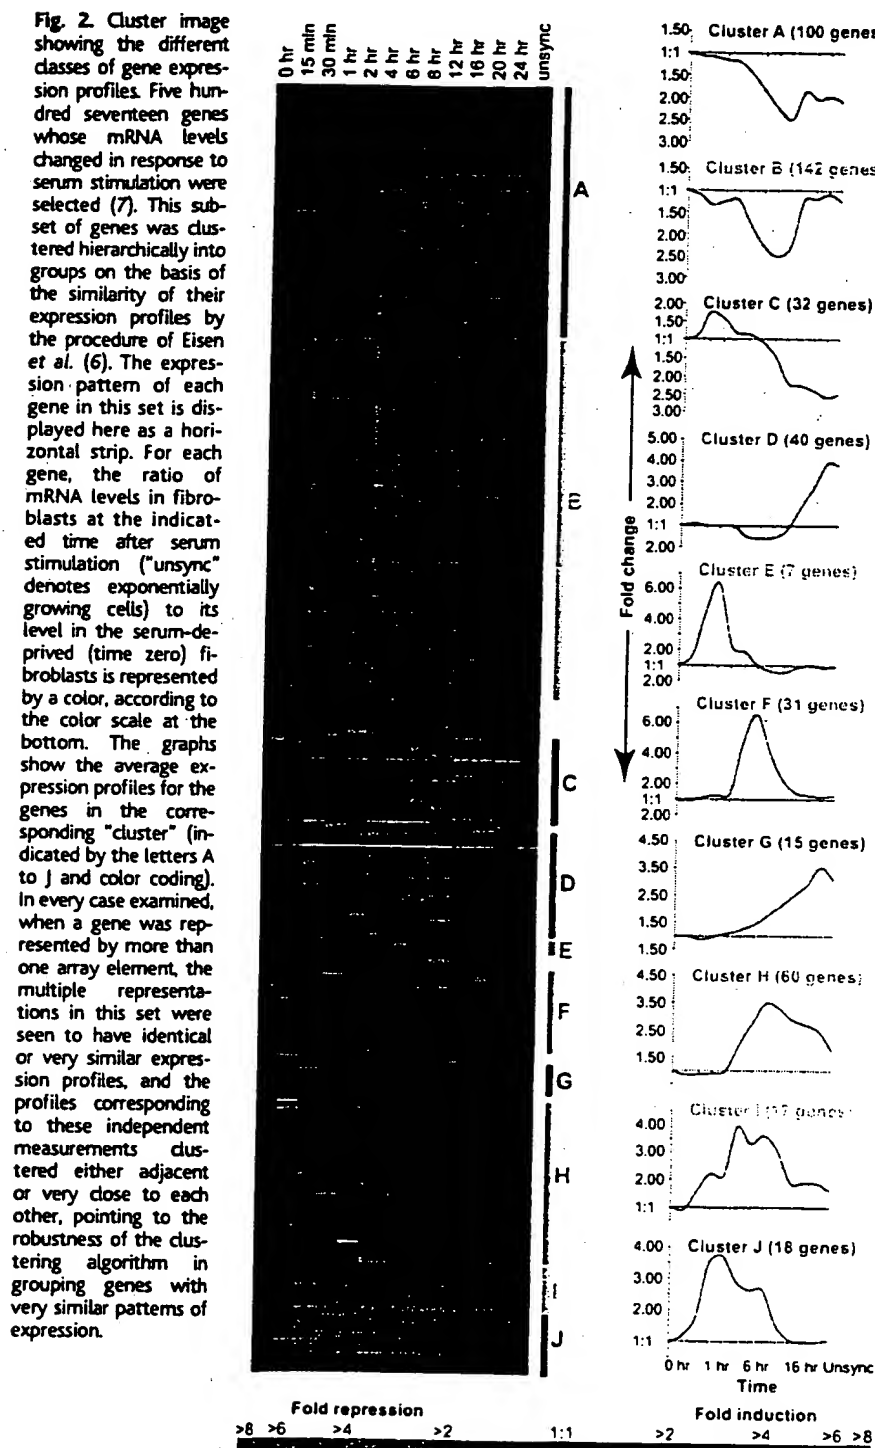 Fig. 2. Cluster image
showing the different
classes of gene expres-
sion profiles. Five hun-
dred seventeen genes
whose mRNA levels
changed in response to
serum stimulation were
selected (7). This sub-
set of genes was clus-
tered hierarchically into
groups on the basis of
the similarity of their
expression profiles by
the procedure of Eisen
et al. (6). The expres-
sion pattern of each
gene in this set is dis-
played here as a hori-
zontal strip. For each
gene, the ratio of
mRNA levels in fibro-
blasts at the indicat-
ed time after serum
stimulation ("unsync"
denotes exponentially
growing cells) to its
level in the serum-de-
prived (time zero) fi-
broblasts is represented
by a color, according to
the color scale at the
bottom. The graphs
show the average ex-
pression profiles for the
genes in the corre-
sponding "cluster" (in-
dicated by the letters A
to J and color coding).
In every case examined,
when a gene was rep-
resented by more than
one array element, the
multiple representa-
tions in this set were
seen to have identical
or very similar expres-
sion profiles, and the
profiles corresponding
to these independent
measurements clus-
tered either adjacent
or very close to each
other, pointing to the
robustness of the clus-
tering algorithm in
grouping genes with
very similar patterns of
expression.
0 hr
15 min
30 min
1 hr
2 hr
4 hr
6 hr
8 hr
12 hr
16 hr
20 hr
24 hr
unsync
A
B
C
D
E
F
G
H
I
J
Fold change
Cluster A (100 genes
1.50
1:1
1.50
2.00
2.50
3.00
Cluster B (142 genes
1.50
1:1
1.50
2.00
2.50
3.00
Cluster C (32 genes)
2.00
1.50
1:1
1.50
2.00
2.50
3.00
Cluster D (40 genes)
5.00
4.00
3.00
2.00
1:1
2.00
Cluster E (7 genes)
6.00
4.00
2.00
1:1
2.00
Cluster F (31 genes)
6.00
4.00
2.00
1:1
2.00
Cluster G (15 genes)
4.50
3.50
2.50
1.50
1.50
Cluster H (60 genes)
4.50
3.50
2.50
1.50
Cluster I genes)
4.00
3.00
2.00
1:1
Cluster J (18 genes)
4.00
3.00
2.00
1:1
0 hr 1 hr 6 hr 16 hr Unsync
Time
Fold repression
Fold induction
>8 >6 >4 >2 1:1 >2 >4 >6 >8